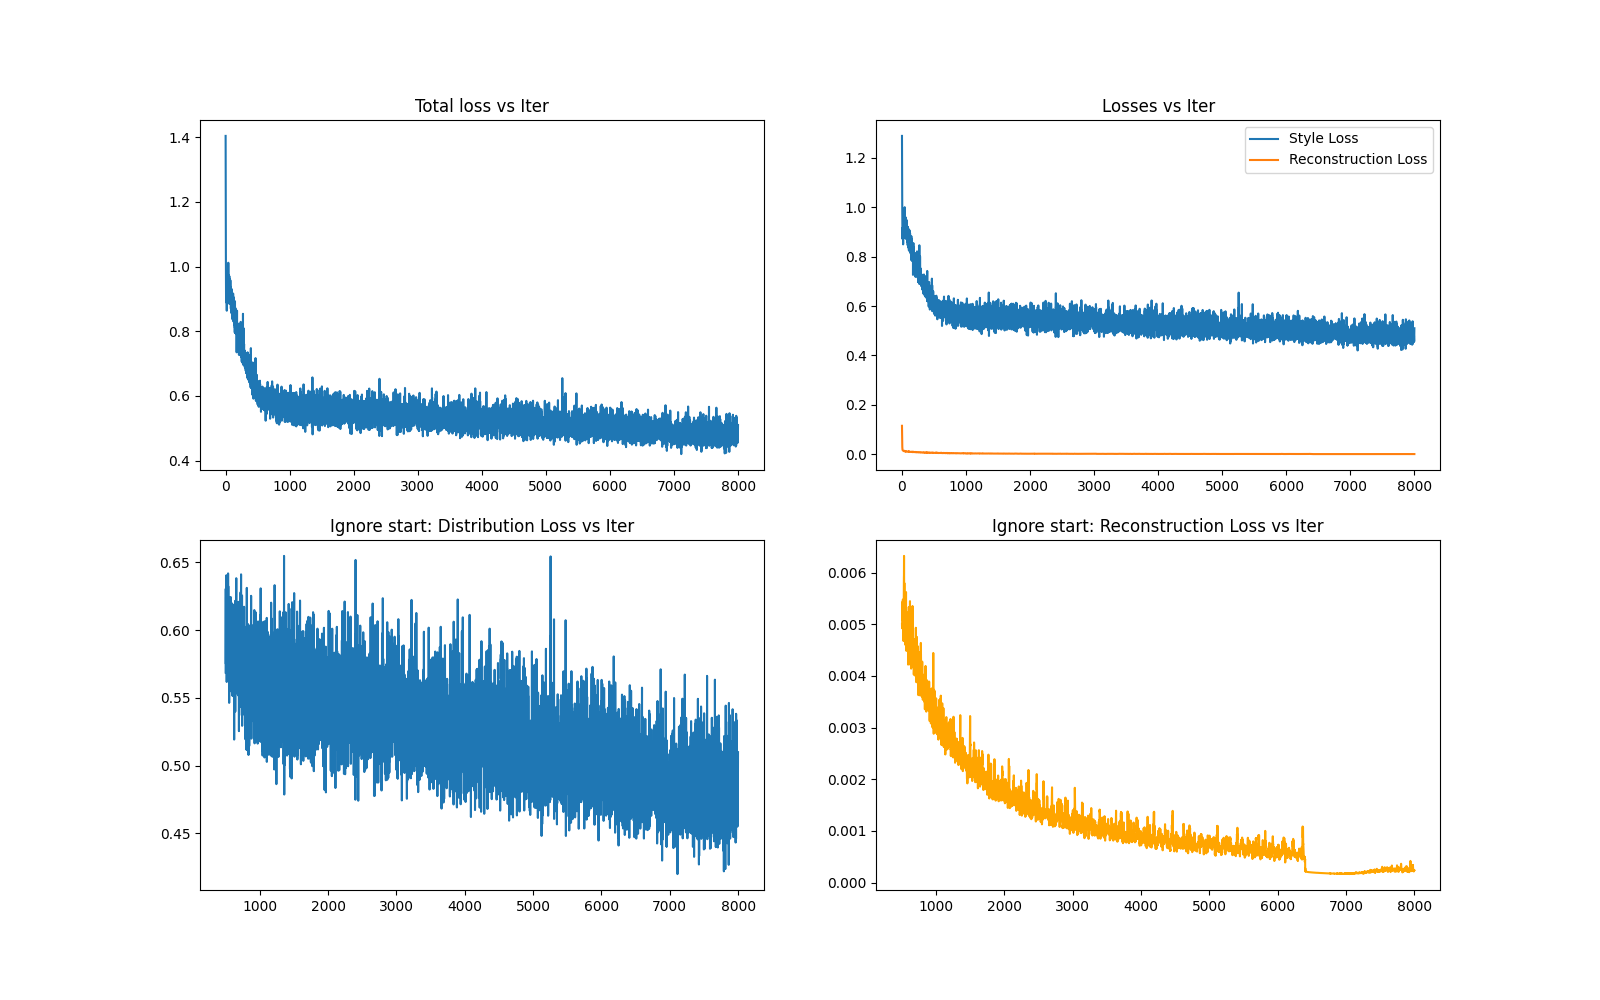 Total loss vs Iter
1.4
1.2
1.0
0.8
0.6
0.4
0 1000 2000 3000 4000 5000 6000 7000 8000
Losses vs Iter
Style Loss
Reconstruction Loss
1.2
1.0
0.8
0.6
0.4
0.2
0.0
0 1000 2000 3000 4000 5000 6000 7000 8000
Ignore start: Distribution Loss vs Iter
0.65
0.60
0.55
0.50
0.45
1000 2000 3000 4000 5000 6000 7000 8000
Ignore start: Reconstruction Loss vs Iter
0.006
0.005
0.004
0.003
0.002
0.001
0.000
1000 2000 3000 4000 5000 6000 7000 8000